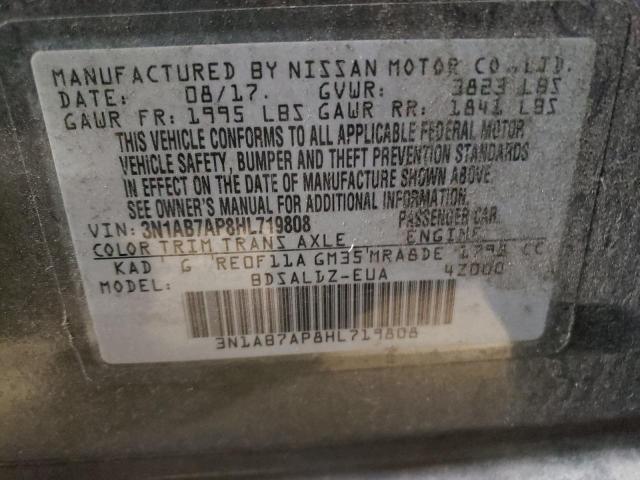 MANUFACTURED BY NISSAN MOTOR CO.,LTD.
DATE: 08/17. GVWR: 3823 LBS
GAWR FR: 1995 LBS GAWR RR: 1841 LBS
THIS VEHICLE CONFORMS TO ALL APPLICABLE FEDERAL MOTOR
VEHICLE SAFETY, BUMPER AND THEFT PREVENTION STANDARDS
IN EFFECT ON THE DATE OF MANUFACTURE SHOWN ABOVE.
SEE OWNER'S MANUAL FOR ADDITIONAL INFORMATION.
VIN: 3N1AB7AP8HL719808 PASSENGER CAR
COLOR TRIM TRANS AXLE ENGINE
KAD G RE0F11A GM35 MRA8DE 1798 CC
MODEL: BDSALDZ-EUA 4Z000
3N1AB7AP8HL719808